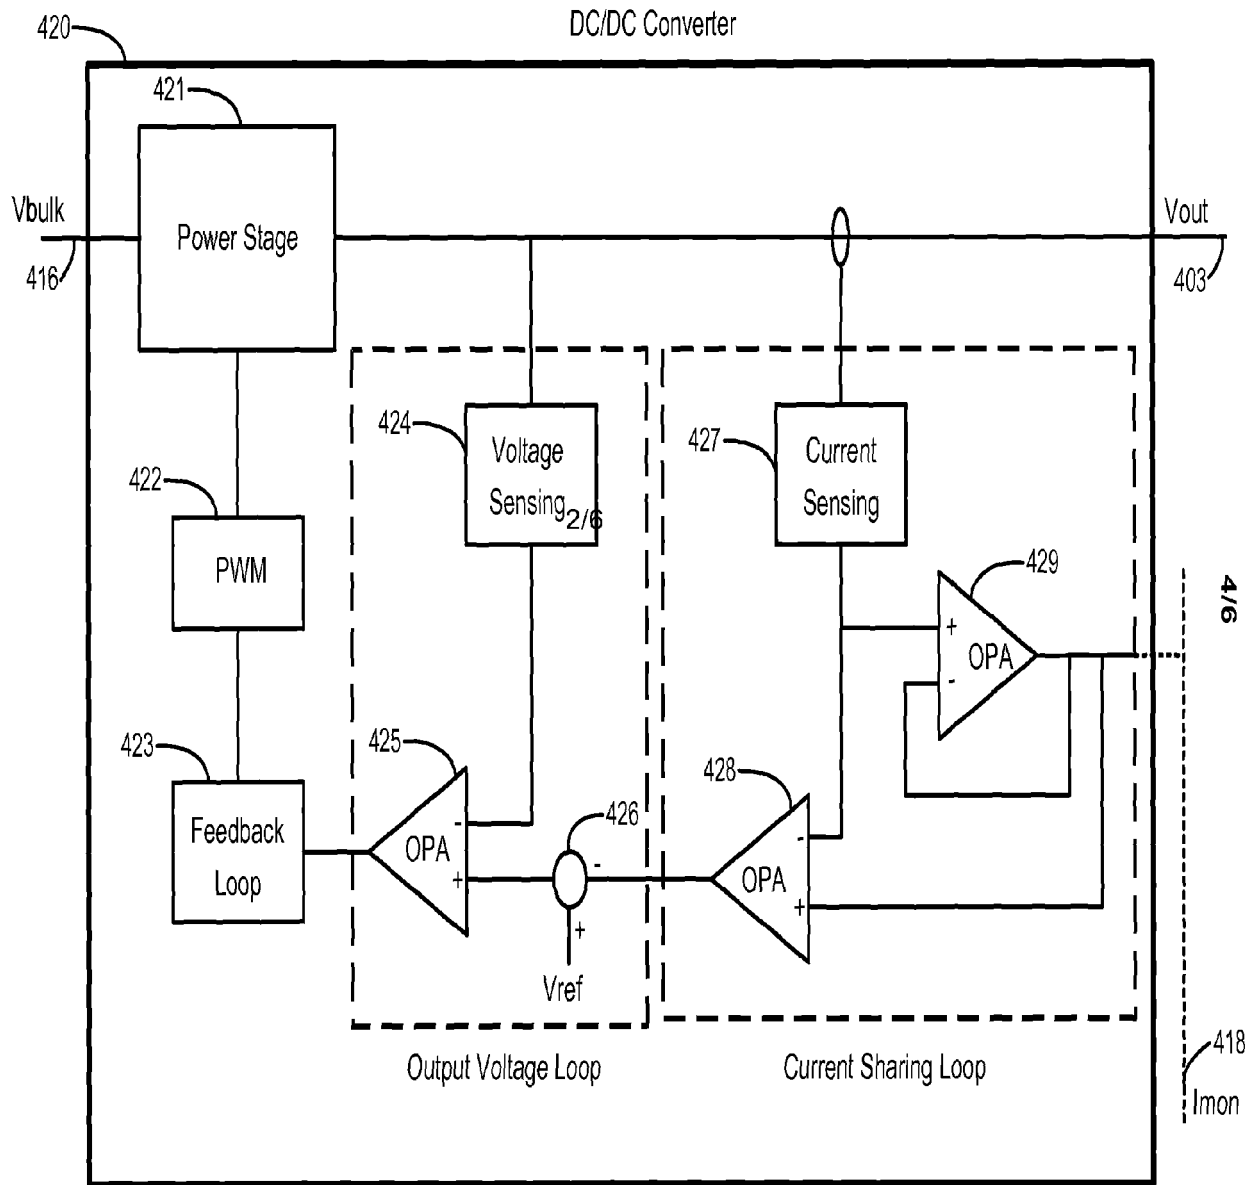 DC/DC Converter
420
421
Vbulk
Power Stage
Vout
416
403
424
Voltage
Sensing
2/6
427
Current
Sensing
422
PWM
429
+
OPA
-
4/6
423
Feedback
Loop
425
-
OPA
+
426
-
+
Vref
428
-
OPA
+
Output Voltage Loop
Current Sharing Loop
418
Imon